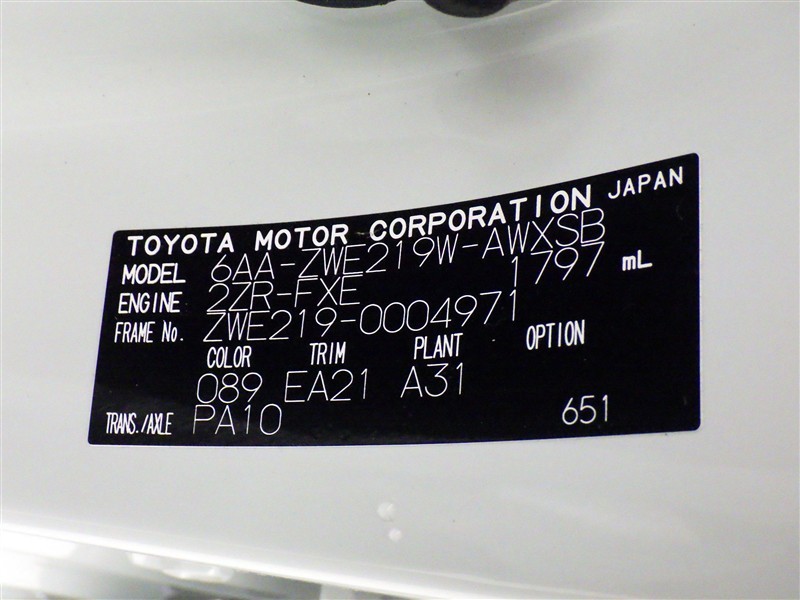 TOYOTA MOTOR CORPORATION JAPAN
MODEL 6AA-ZWE219W-AWXSB
ENGINE 2ZR-FXE 1797 mL
FRAME No. ZWE219-0004971
COLOR TRIM PLANT OPTION
089 EA21 A31
TRANS./AXLE PA10 651